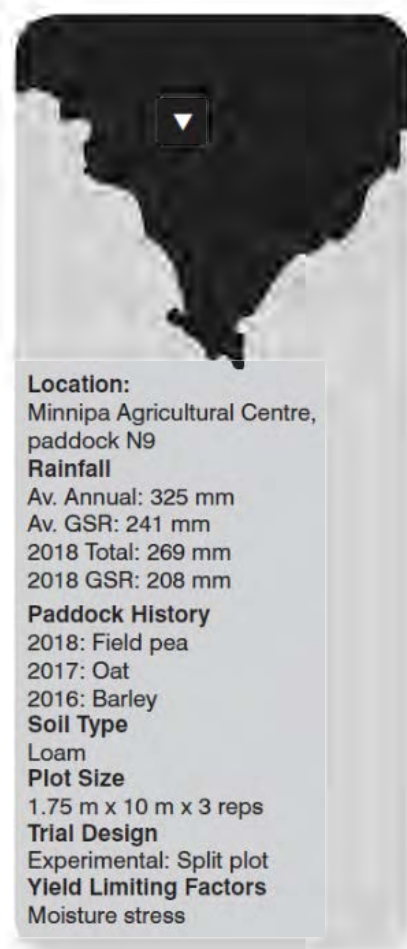 Location:
Minnipa Agricultural Centre,
paddock N9
Rainfall
Av. Annual: 325 mm
Av. GSR: 241 mm
2018 Total: 269 mm
2018 GSR: 208 mm
Paddock History
2018: Field pea
2017: Oat
2016: Barley
Soil Type
Loam
Plot Size
1.75 m x 10 m x 3 reps
Trial Design
Experimental: Split plot
Yield Limiting Factors
Moisture stress